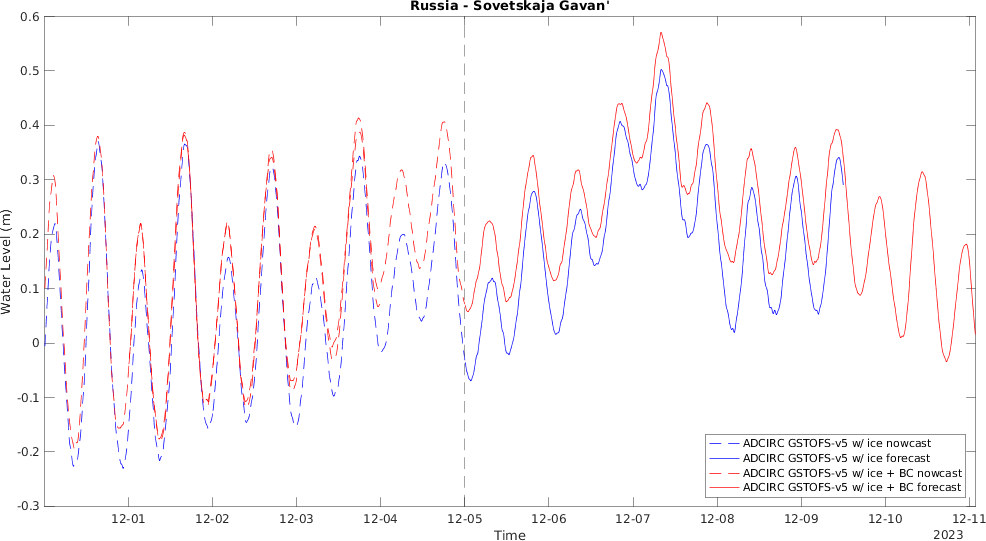 Russia - Sovetskaja Gavan'
0.6
0.5
0.4
0.3
0.2
0.1
0
-0.1
-0.2
-0.3
Water Level (m)
ADCIRC GSTOFS-v5 w/ ice nowcast
ADCIRC GSTOFS-v5 w/ ice forecast
ADCIRC GSTOFS-v5 w/ ice + BC nowcast
ADCIRC GSTOFS-v5 w/ ice + BC forecast
12-01 12-02 12-03 12-04 12-05 12-06 12-07 12-08 12-09 12-10 12-11
Time
2023